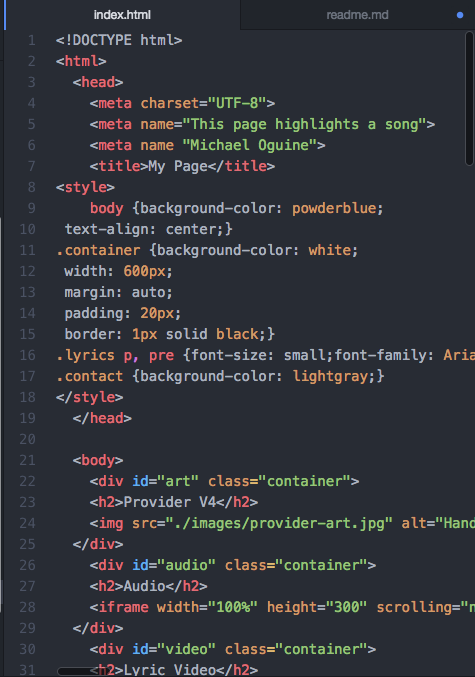 index.html readme.md
1 <!DOCTYPE html>
2 <html>
3 <head>
4 <meta charset="UTF-8">
5 <meta name="This page highlights a song">
6 <meta name "Michael Oguine">
7 <title>My Page</title>
8 <style>
9 body {background-color: powderblue;
10 text-align: center;}
11 .container {background-color: white;
12 width: 600px;
13 margin: auto;
14 padding: 20px;
15 border: 1px solid black;}
16 .lyrics p, pre {font-size: small;font-family: Aria
17 .contact {background-color: lightgray;}
18 </style>
19 </head>
20
21 <body>
22 <div id="art" class="container">
23 <h2>Provider V4</h2>
24 <img src="./images/provider-art.jpg" alt="Hand
25 </div>
26 <div id="audio" class="container">
27 <h2>Audio</h2>
28 <iframe width="100%" height="300" scrolling="n
29 </div>
30 <div id="video" class="container">
31 <h2>Lyric Video</h2>